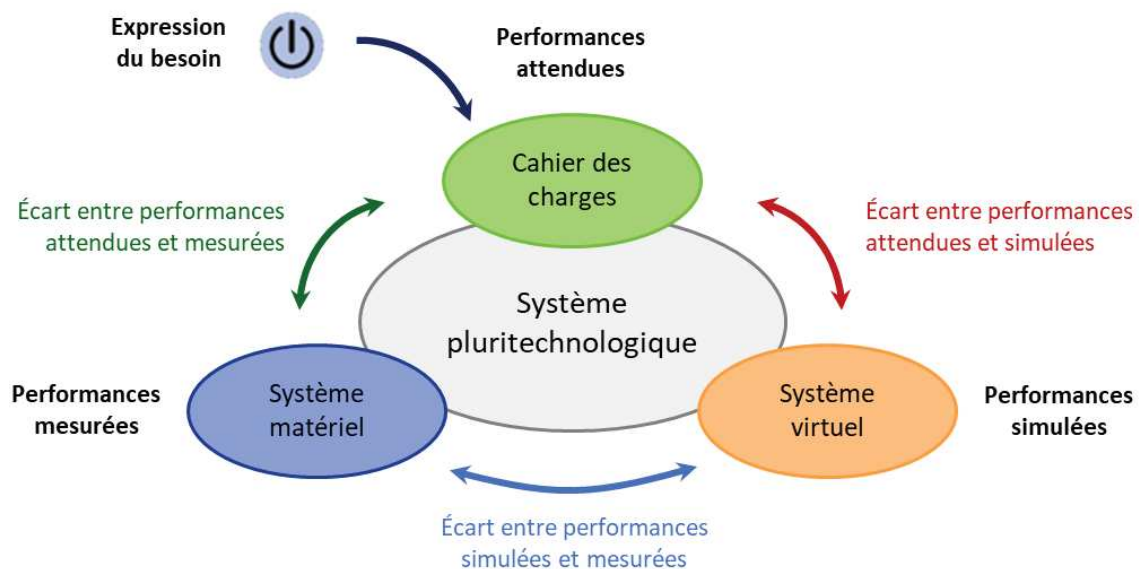 Expression
du besoin
Performances
attendues
Cahier des
charges
Écart entre performances
attendues et mesurées
Écart entre performances
attendues et simulées
Système
pluritechnologique
Performances
mesurées
Système
matériel
Système
virtuel
Performances
simulées
Écart entre performances
simulées et mesurées